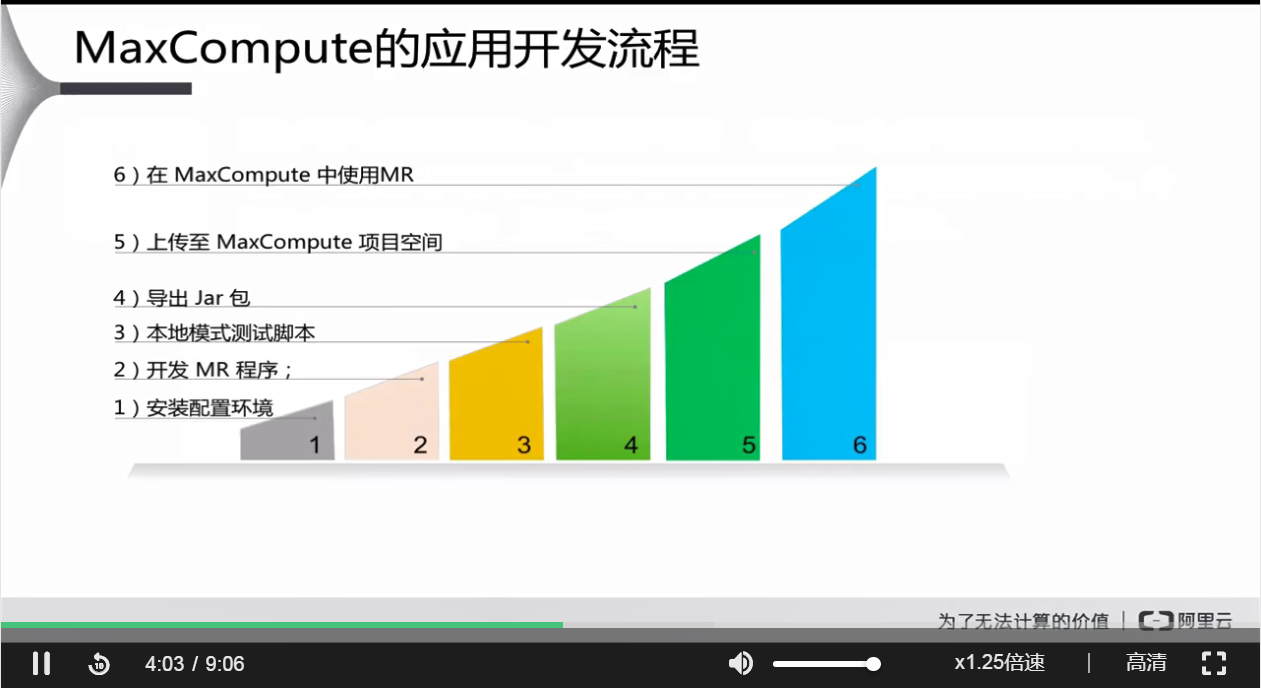 MaxCompute的应用开发流程
6）在 MaxCompute 中使用MR
5）上传至 MaxCompute 项目空间
4）导出 Jar 包
3）本地模式测试脚本
2）开发 MR 程序；
1）安装配置环境
1 2 3 4 5 6
为了无法计算的价值 | 阿里云
10 4:03 / 9:06 x1.25倍速 | 高清